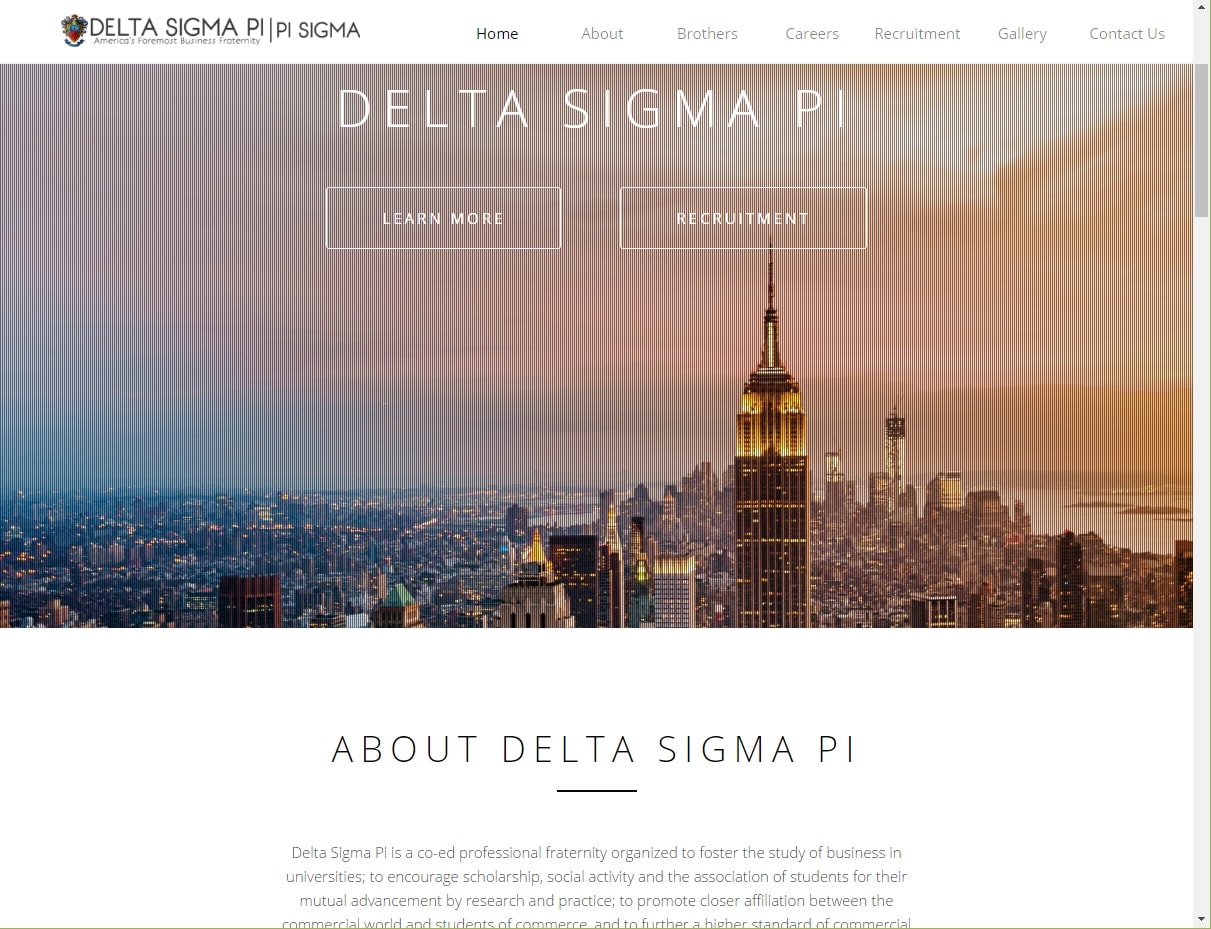 DELTA SIGMA PI|PI SIGMA
America's Foremost Business Fraternity
Home About Brothers Careers Recruitment Gallery Contact Us
DELTA SIGMA PI
LEARN MORE RECRUITMENT
ABOUT DELTA SIGMA PI
Delta Sigma Pi is a co-ed professional fraternity organized to foster the study of business in
universities; to encourage scholarship, social activity and the association of students for their
mutual advancement by research and practice; to promote closer affiliation between the
commercial world and students of commerce, and to further a higher standard of commercial